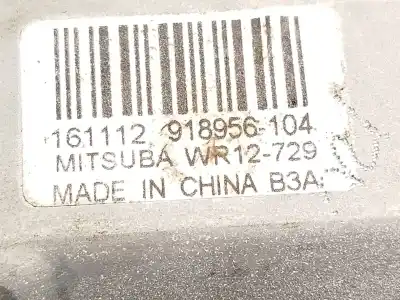 161112 918956-104
MITSUBA WR12-729
MADE IN CHINA B3A